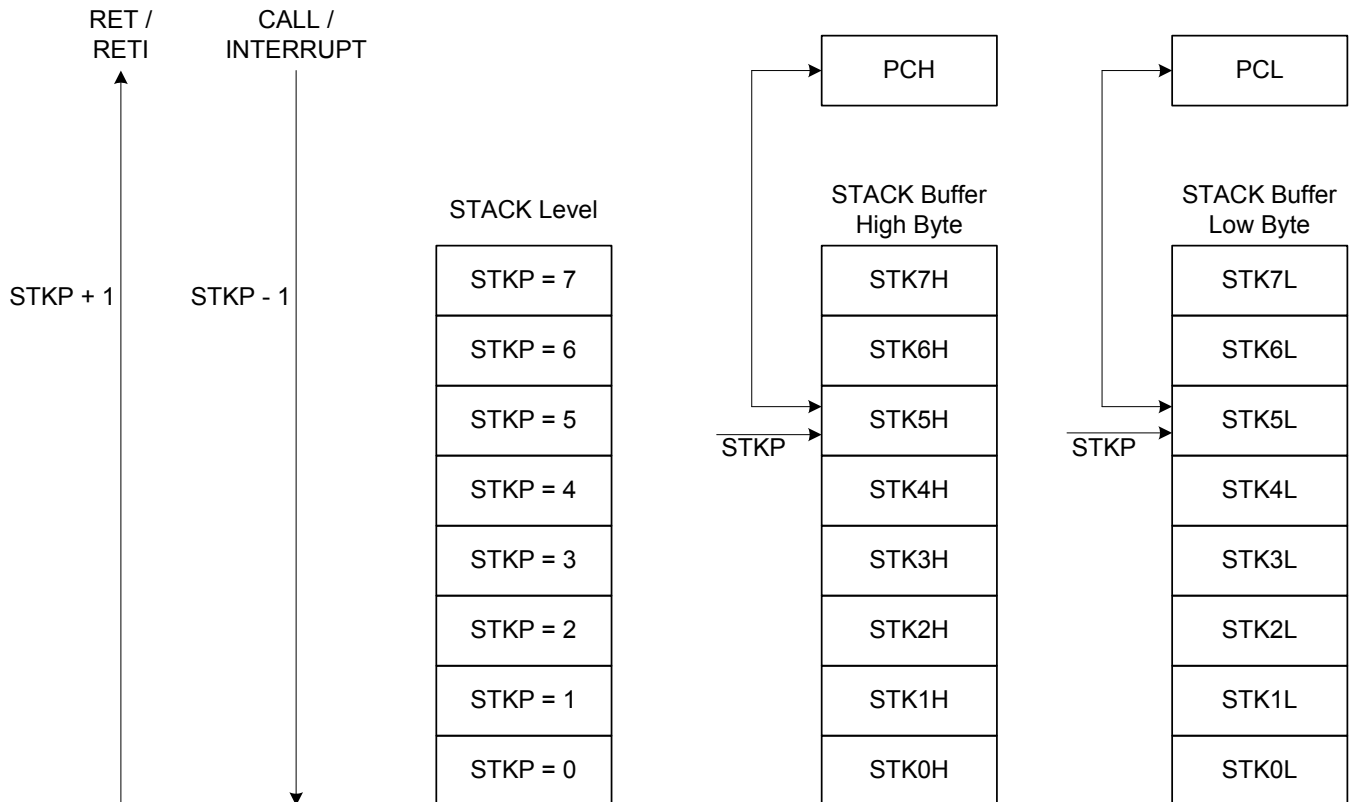 RET /
RETI
CALL /
INTERRUPT
PCH
PCL
STKP + 1
STKP - 1
STACK Level
STKP = 7
STKP = 6
STKP = 5
STKP = 4
STKP = 3
STKP = 2
STKP = 1
STKP = 0
STACK Buffer
High Byte
STK7H
STK6H
STK5H
STK4H
STK3H
STK2H
STK1H
STK0H
STKP
STACK Buffer
Low Byte
STK7L
STK6L
STK5L
STK4L
STK3L
STK2L
STK1L
STK0L
STKP